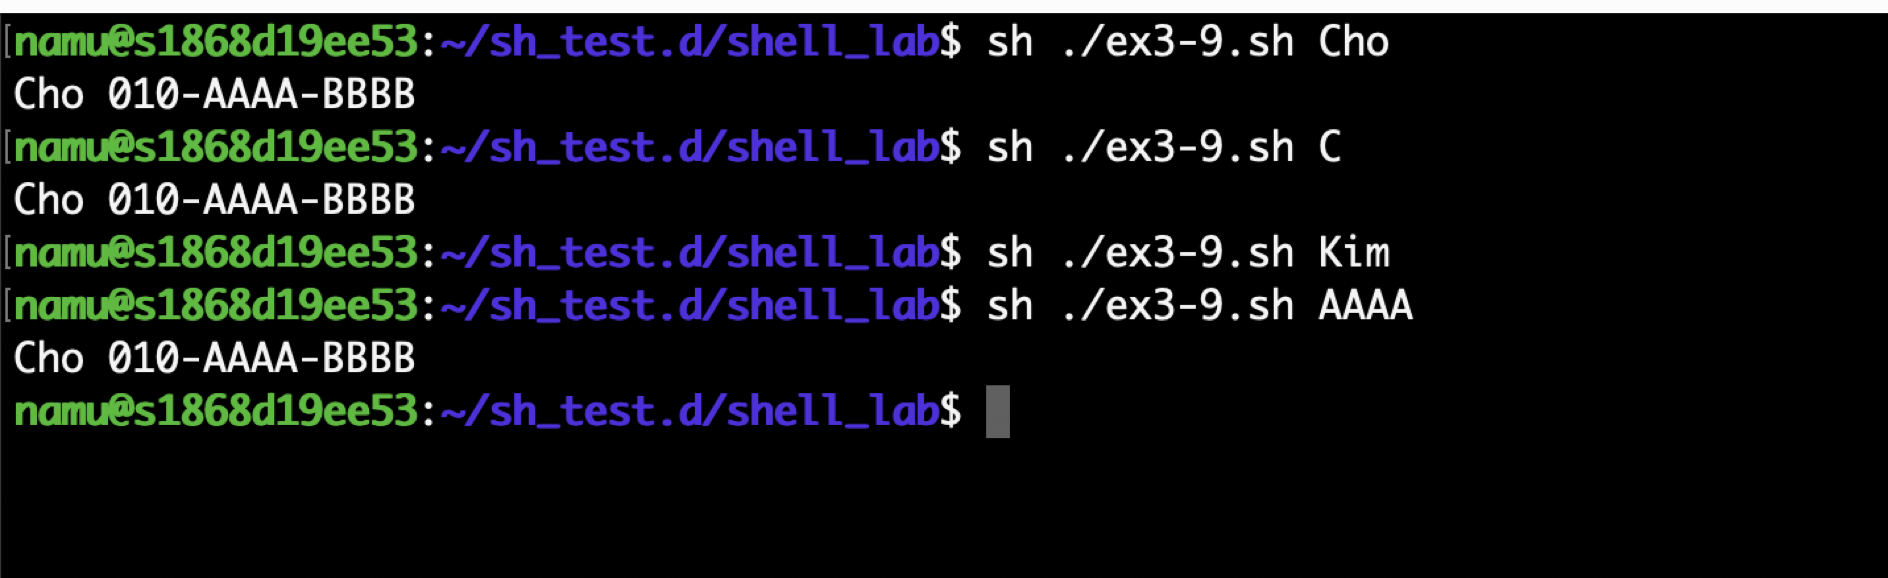 [namu@s1868d19ee53:~/sh_test.d/shell_lab$ sh ./ex3-9.sh Cho
Cho 010-AAAA-BBBB
[namu@s1868d19ee53:~/sh_test.d/shell_lab$ sh ./ex3-9.sh C
Cho 010-AAAA-BBBB
[namu@s1868d19ee53:~/sh_test.d/shell_lab$ sh ./ex3-9.sh Kim
[namu@s1868d19ee53:~/sh_test.d/shell_lab$ sh ./ex3-9.sh AAAA
Cho 010-AAAA-BBBB
namu@s1868d19ee53:~/sh_test.d/shell_lab$